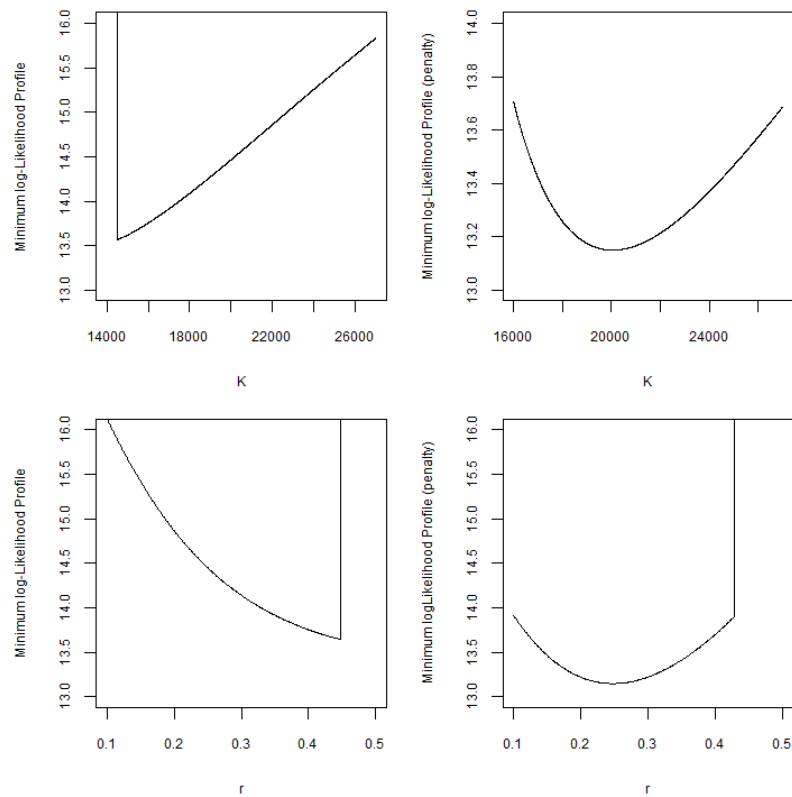 Minimum log-Likelihood Profile
13.0 13.5 14.0 14.5 15.0 15.5 16.0
14000 18000 22000 26000
K
Minimum log-Likelihood Profile (penalty)
13.0 13.2 13.4 13.6 13.8 14.0
16000 20000 24000
K
Minimum log-Likelihood Profile
13.0 13.5 14.0 14.5 15.0 15.5 16.0
0.1 0.2 0.3 0.4 0.5
r
Minimum logLikelihood Profile (penalty)
13.0 13.5 14.0 14.5 15.0 15.5 16.0
0.1 0.2 0.3 0.4 0.5
r